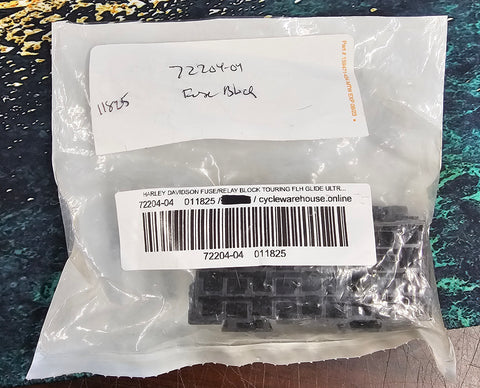 72204-04
Fuse Block
11825
HARLEY DAVIDSON FUSE/RELAY BLOCK TOURING FLH GLIDE ULTR...
72204-04 011825 / / cyclewarehouse.online
72204-04 011825